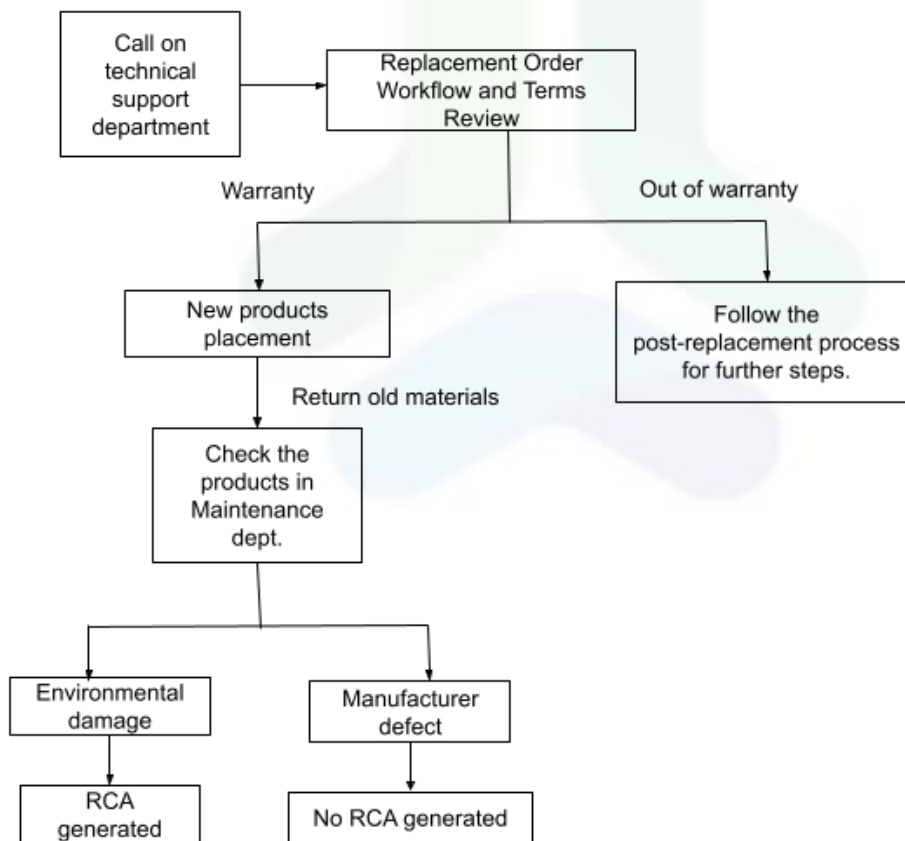 Call on
technical
support
department
Replacement Order
Workflow and Terms
Review
Warranty
Out of warranty
New products
placement
Follow the
post-replacement process
for further steps.
Return old materials
Check the
products in
Maintenance
dept.
Environmental
damage
Manufacturer
defect
RCA
generated
No RCA generated